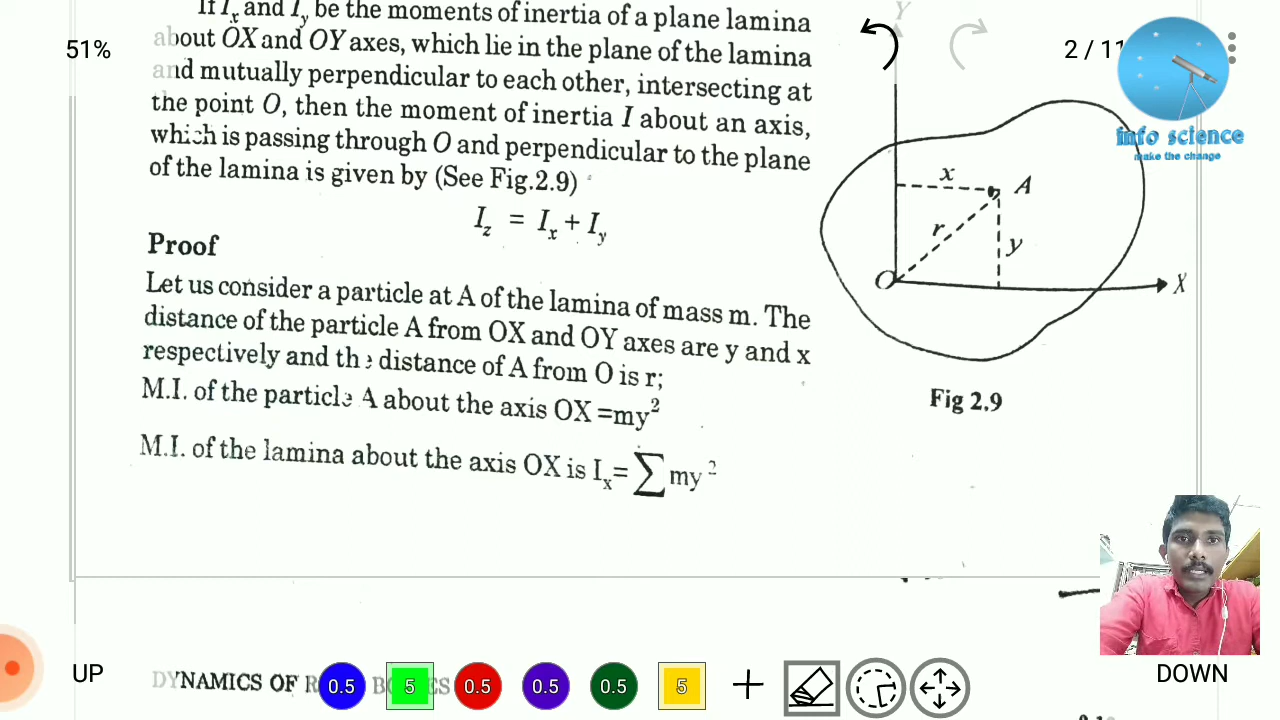 If Ix and Iy be the moments of inertia of a plane lamina
about OX and OY axes, which lie in the plane of the lamina
and mutually perpendicular to each other, intersecting at
the point O, then the moment of inertia I about an axis,
which is passing through O and perpendicular to the plane
of the lamina is given by (See Fig.2.9)
Iz = Ix + Iy
Proof
Let us consider a particle at A of the lamina of mass m. The
distance of the particle A from OX and OY axes are y and x
respectively and the distance of A from O is r;
M.I. of the particle A about the axis OX =my²
M.I. of the lamina about the axis OX is Ix= ∑ my²
51%
Y
2 / 11
info science
make the change
x
A
r
y
O
X
Fig 2.9
UP
DYNAMICS OF
0.5
5
0.5
0.5
0.5
5
DOWN